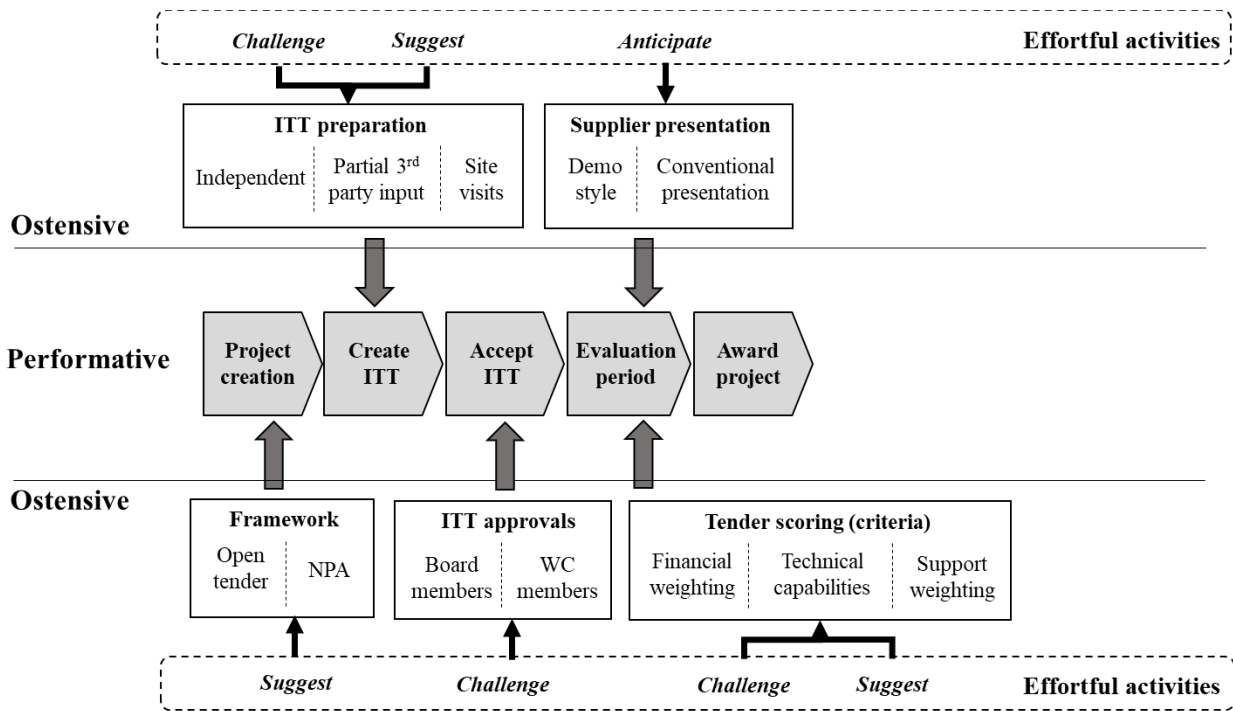 Challenge Suggest Anticipate Effortful activities
ITT preparation
Independent
Partial 3rd
party input
Site
visits
Supplier presentation
Demo
style
Conventional
presentation
Ostensive
Performative
Project
creation
Create
ITT
Accept
ITT
Evaluation
period
Award
project
Ostensive
Framework
Open
tender
NPA
ITT approvals
Board
members
WC
members
Tender scoring (criteria)
Financial
weighting
Technical
capabilities
Support
weighting
Suggest Challenge Challenge Suggest Effortful activities